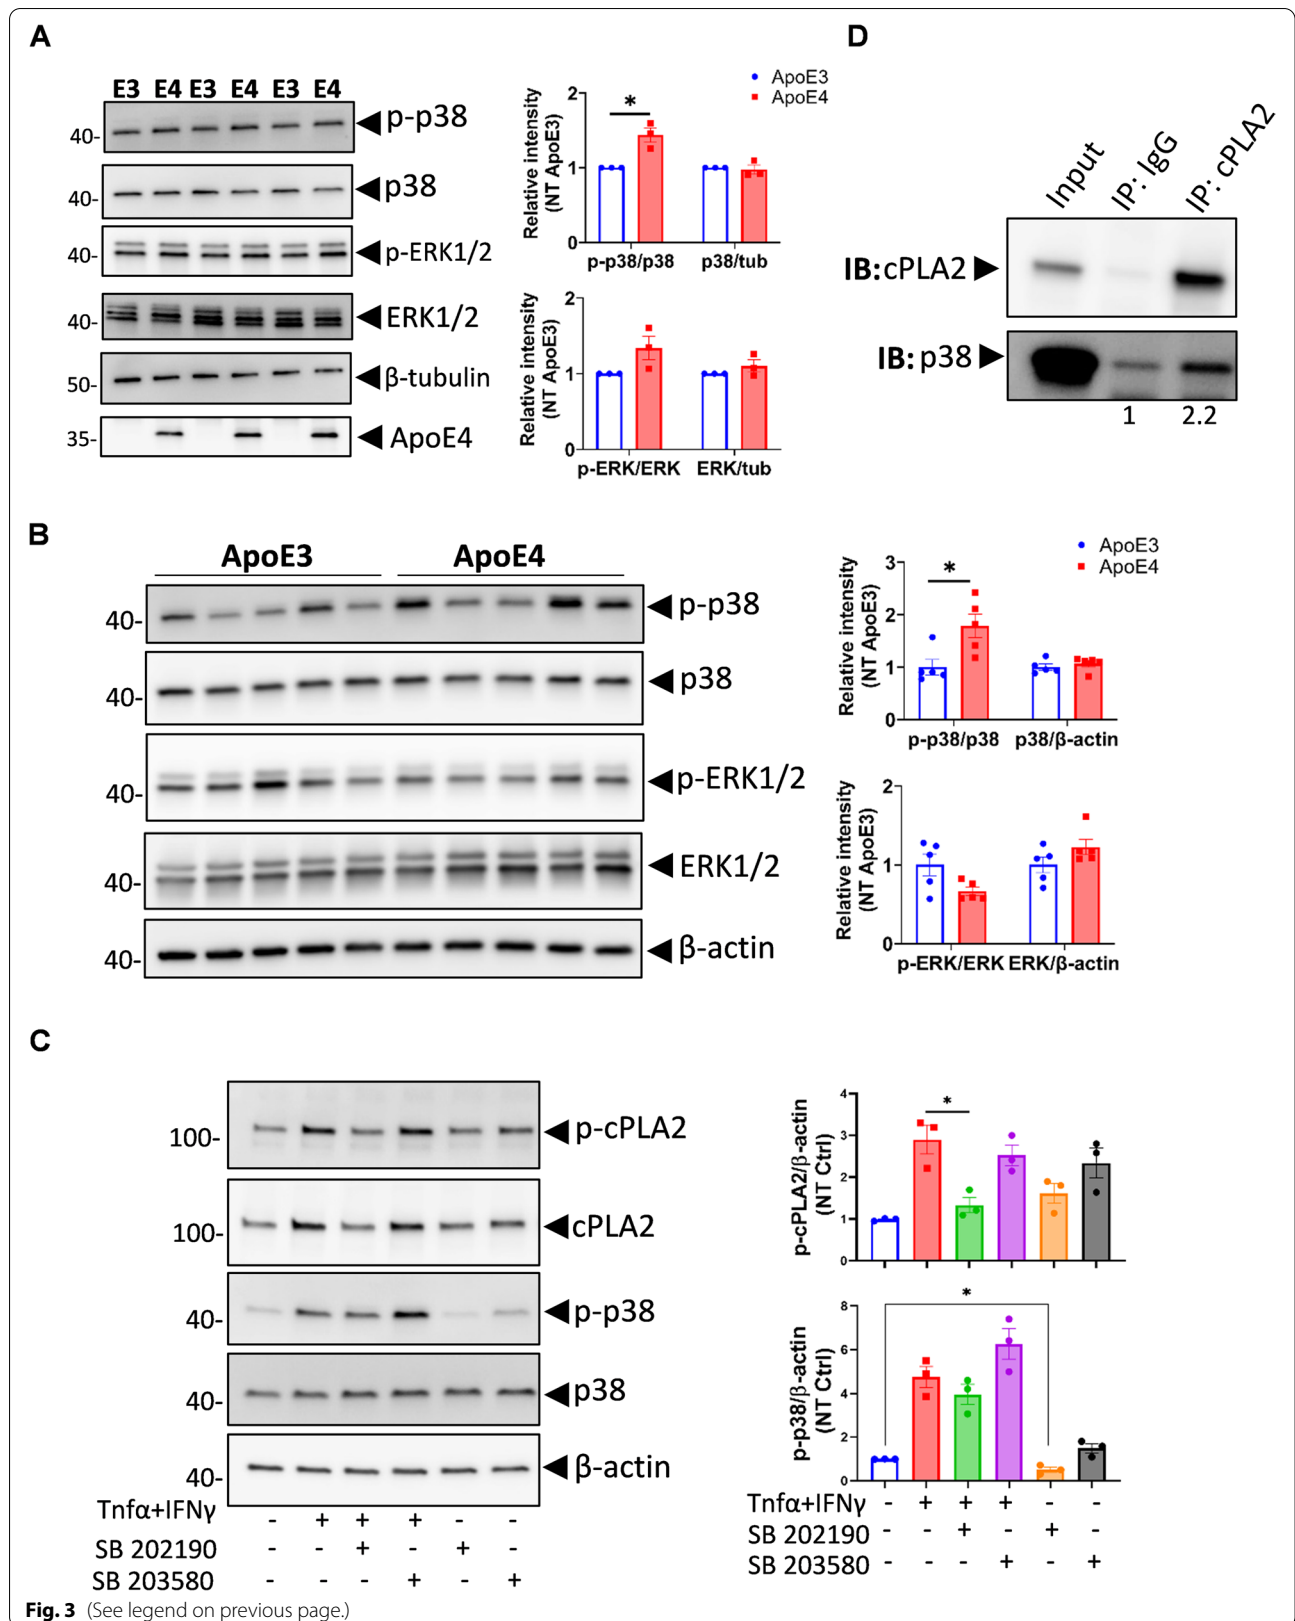 A
E3 E4 E3 E4 E3 E4
40- p-p38
40- p38
40- p-ERK1/2
40- ERK1/2
50- β-tubulin
35- ApoE4
ApoE3
ApoE4
Relative intensity
(NT ApoE3)
2
1
0
*
p-p38/p38 p38/tub
Relative intensity
(NT ApoE3)
2
1
0
p-ERK/ERK ERK/tub
D
Input
IP: IgG
IP: cPLA2
IB:cPLA2
IB: p38
1 2.2
B
ApoE3 ApoE4
40- p-p38
40- p38
40- p-ERK1/2
40- ERK1/2
40- β-actin
ApoE3
ApoE4
Relative intensity
(NT ApoE3)
3
2
1
0
*
p-p38/p38 p38/β-actin
Relative intensity
(NT ApoE3)
2
1
0
p-ERK/ERK ERK/β-actin
C
100- p-cPLA2
100- cPLA2
40- p-p38
40- p38
40- β-actin
Tnfα+IFNγ - + + + - -
SB 202190 - - + - + -
SB 203580 - - - + - +
p-cPLA2/β-actin
(NT Ctrl)
4
3
2
1
0
*
p-p38/β-actin
(NT Ctrl)
8
6
4
2
0
*
Tnfα+IFNγ - + + + - -
SB 202190 - - + - + -
SB 203580 - - - + - +
Fig. 3 (See legend on previous page.)